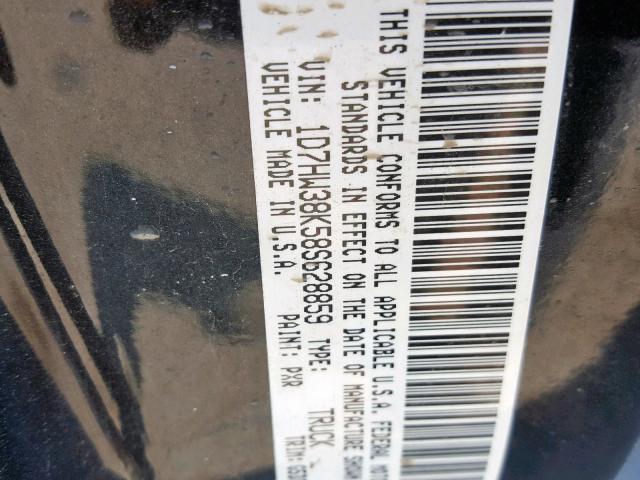 THIS VEHICLE CONFORMS TO ALL APPLICABLE U.S.A. FEDERAL
STANDARDS IN EFFECT ON THE DATE OF MANUFACTURE
VIN: 1D7HW38K58S628859 TYPE: TRUCK
VEHICLE MADE IN U.S.A. PAINT: PXR TRIM: